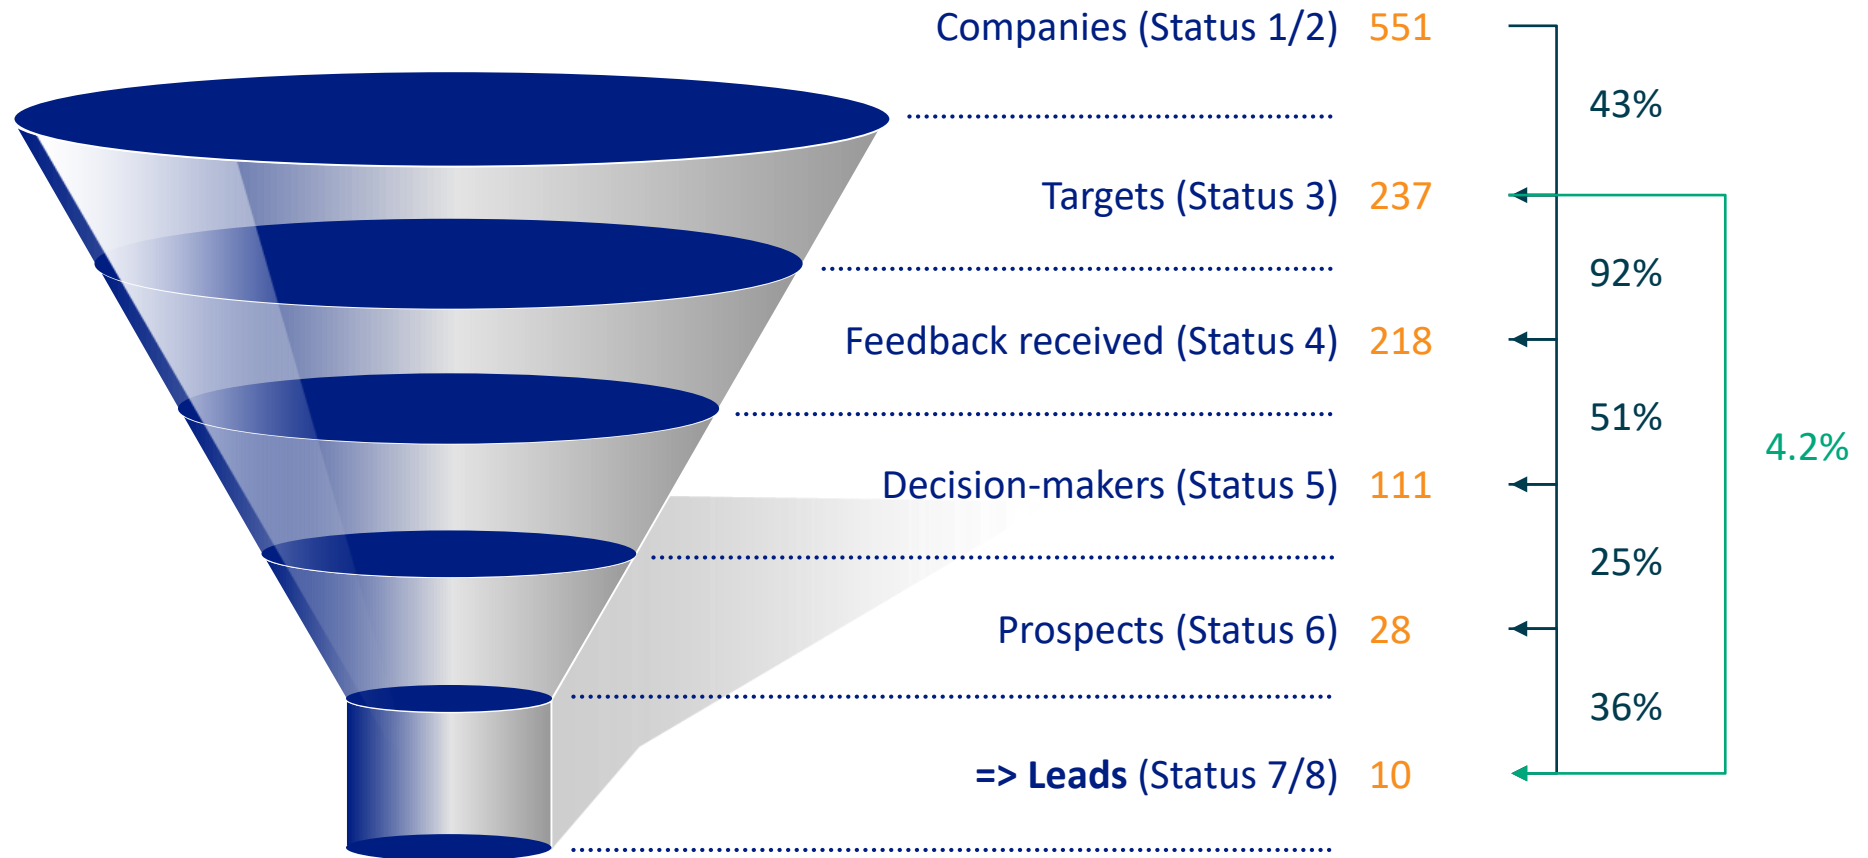 Companies (Status 1/2) 551
43%
Targets (Status 3) 237
92%
Feedback received (Status 4) 218
51%
4.2%
Decision-makers (Status 5) 111
25%
Prospects (Status 6) 28
36%
=> Leads (Status 7/8) 10